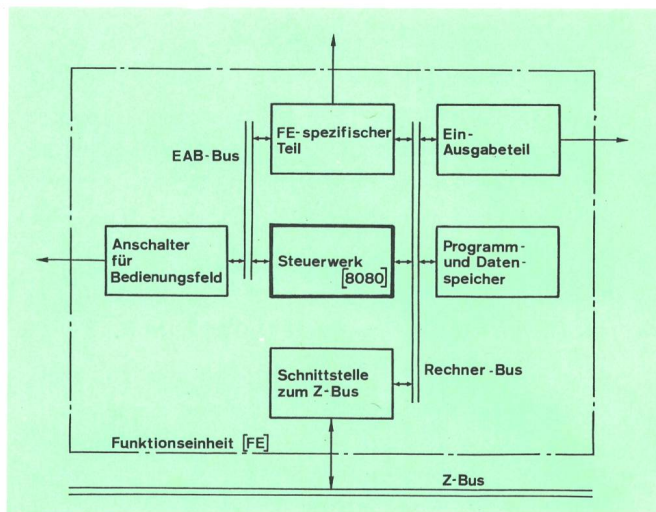 FE-spezifischer
Teil
Ein-
Ausgabeteil
EAB-Bus
Anschalter
für
Bedienungsfeld
Steuerwerk
[8080]
Programm-
und Daten-
speicher
Schnittstelle
zum Z-Bus
Rechner-Bus
Funktionseinheit [FE]
Z-Bus